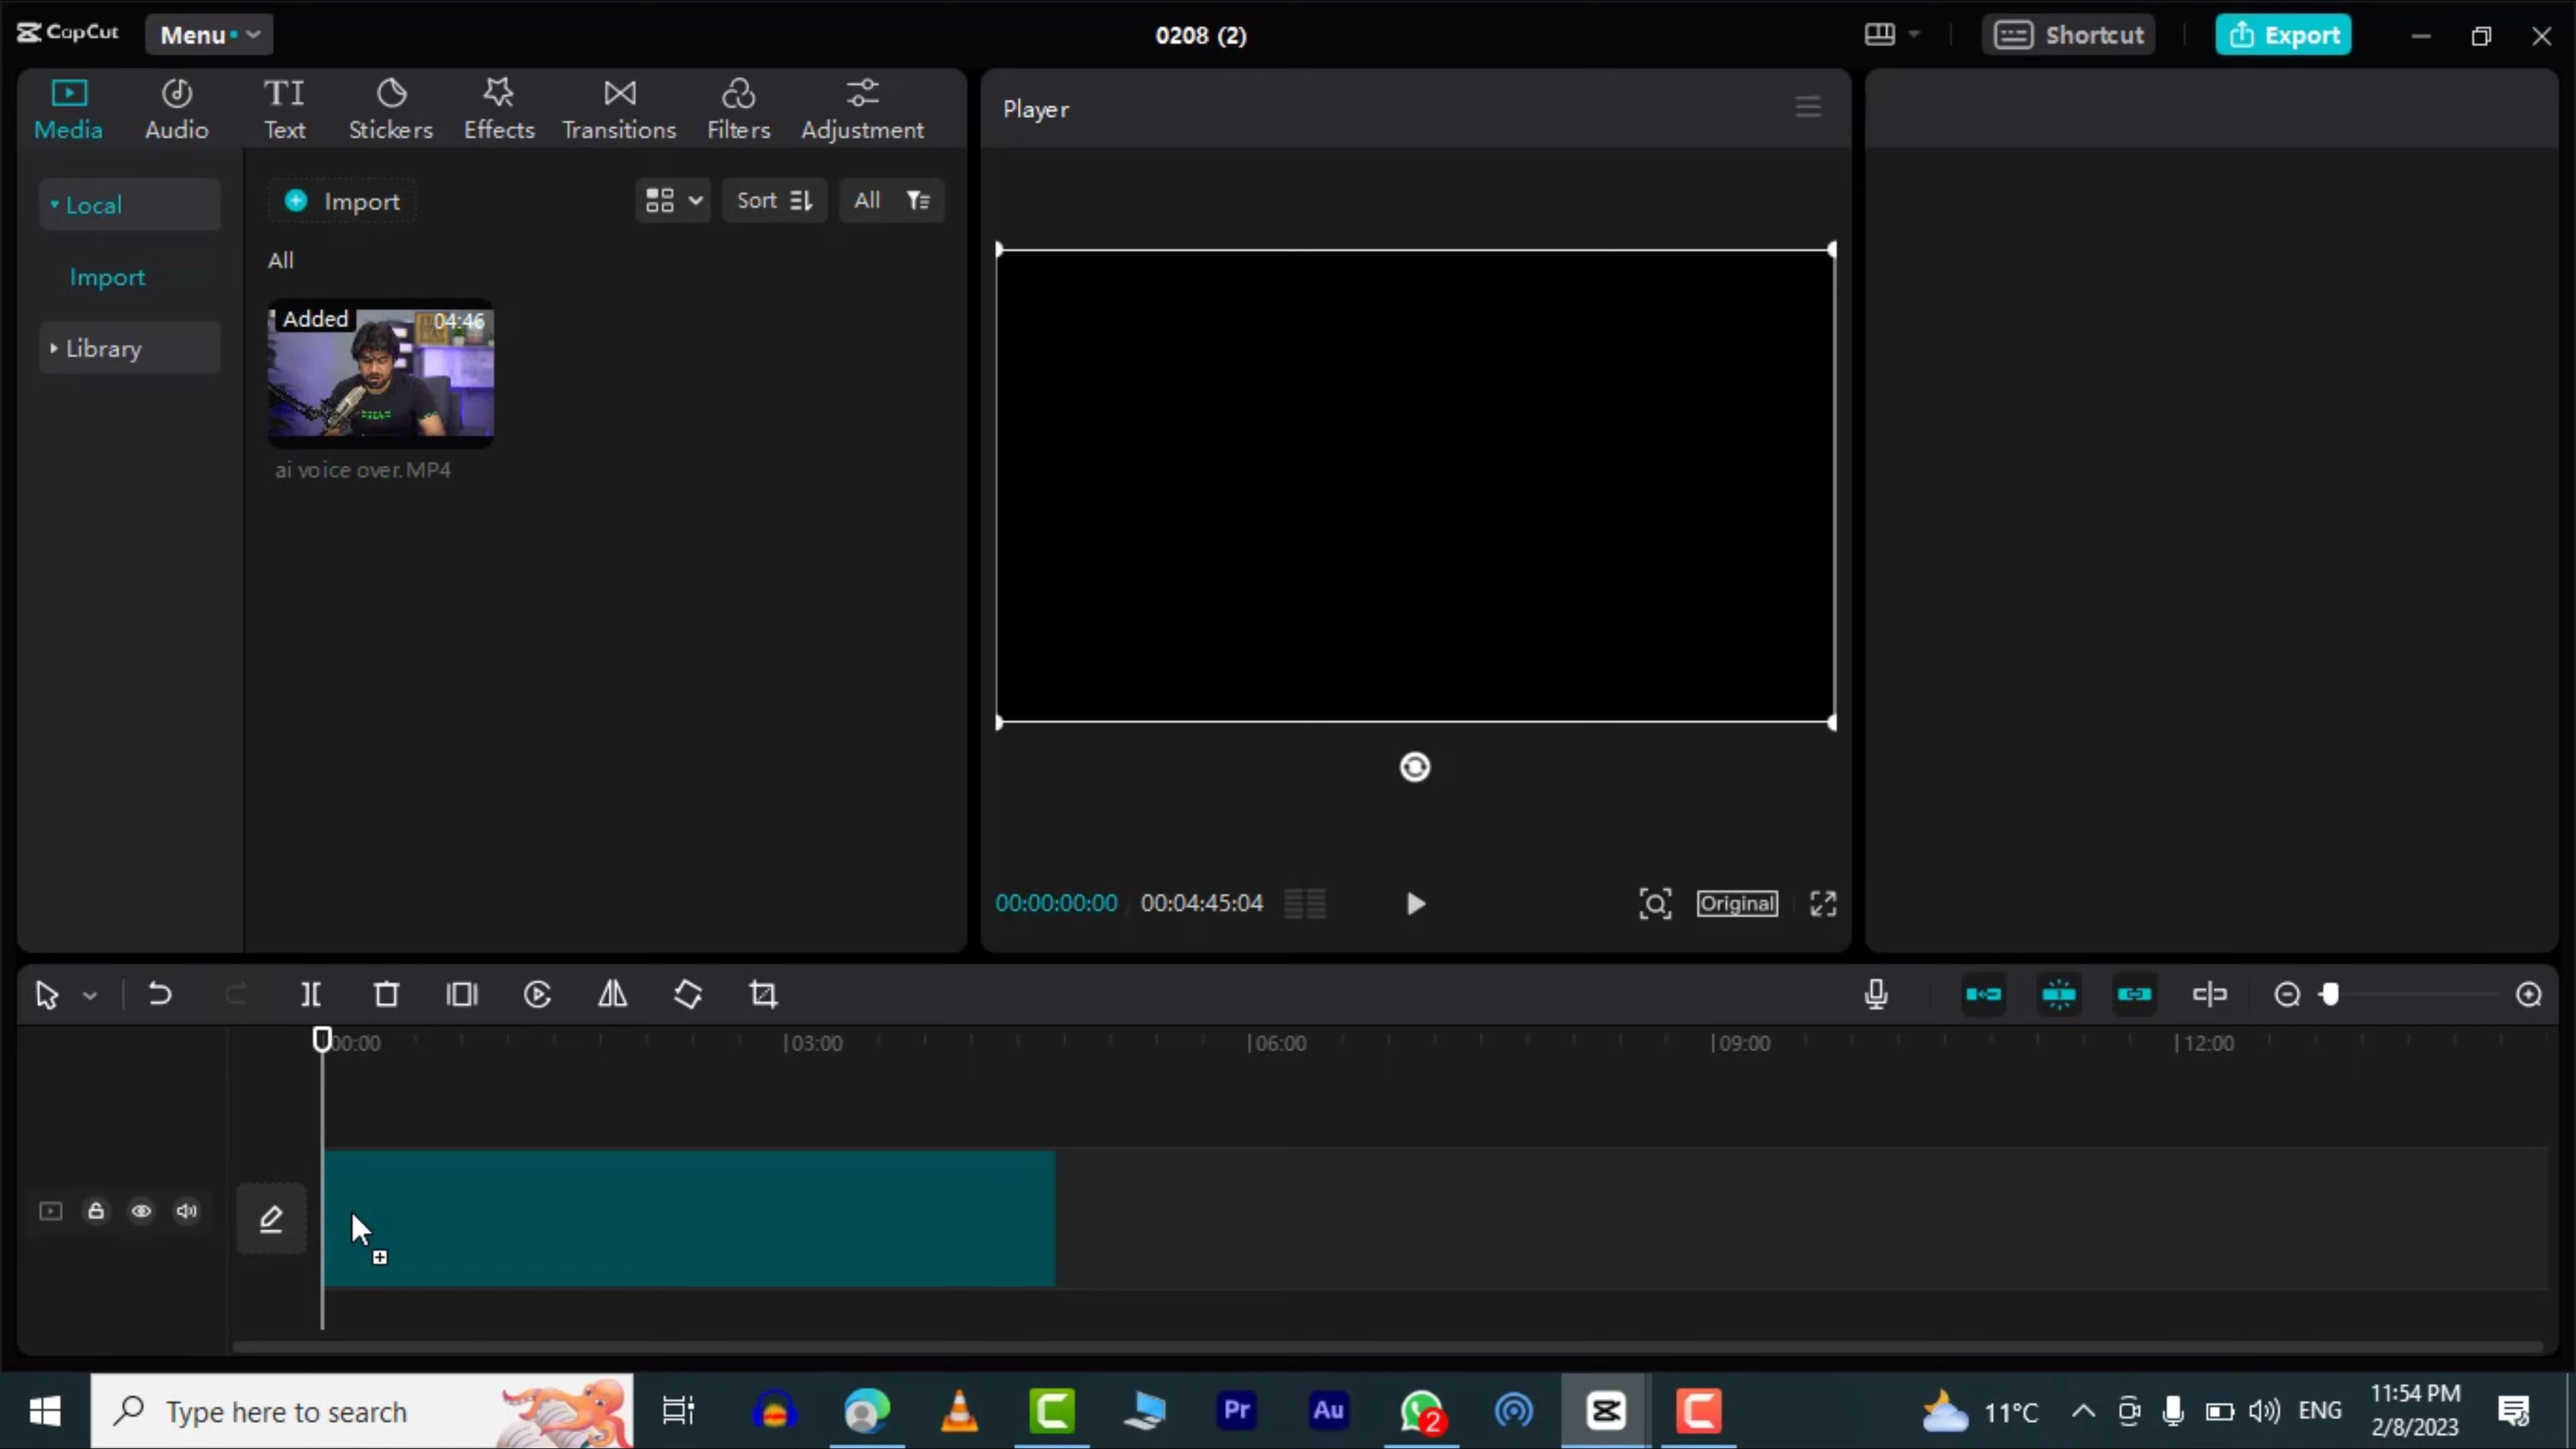 CapCut
Menu
0208 (2)
Shortcut
Export
Media
Audio
TI
Text
Stickers
Effects
Transitions
Filters
Adjustment
Player
Local
Import
Library
Import
Sort
All
All
Added
04:46
ai voice over.MP4
00:00:00:00
00:04:45:04
Original
00:00
03:00
06:00
09:00
12:00
Type here to search
Pr
Au
2
11°C
ENG
11:54 PM
2/8/2023